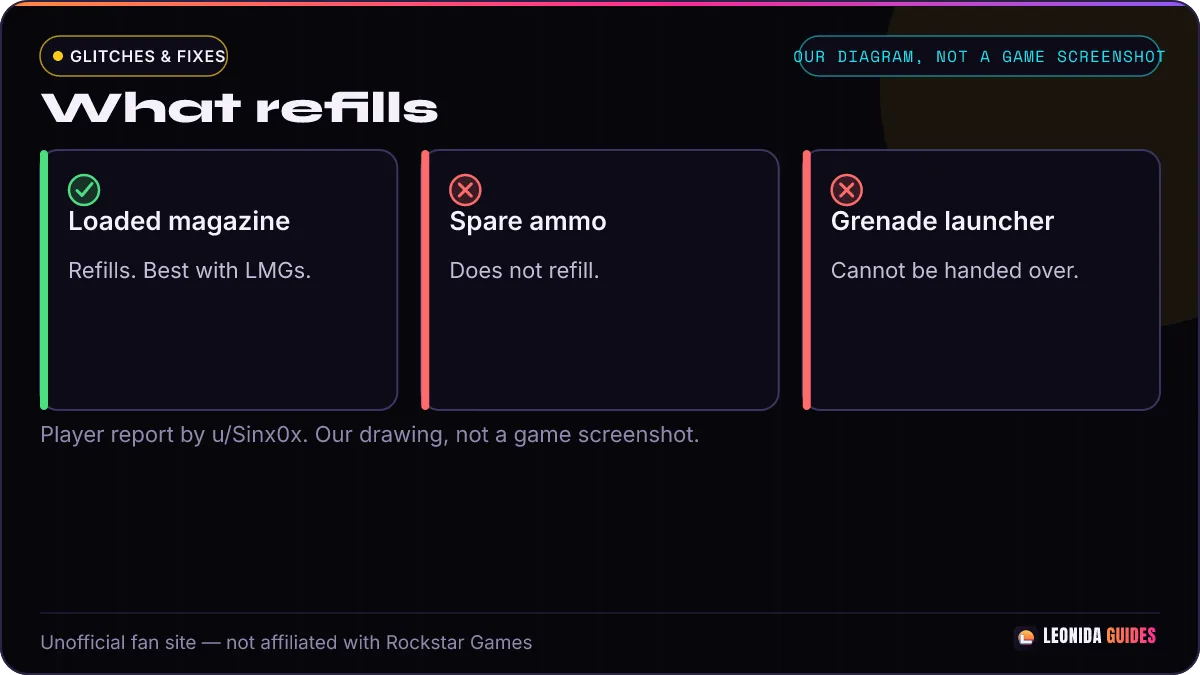 GLITCHES & FIXES
OUR DIAGRAM, NOT A GAME SCREENSHOT
What refills
Loaded magazine
Refills. Best with LMGs.
Spare ammo
Does not refill.
Grenade launcher
Cannot be handed over.
Player report by u/Sinx0x. Our drawing, not a game screenshot.
Unofficial fan site — not affiliated with Rockstar Games
LEONIDA GUIDES